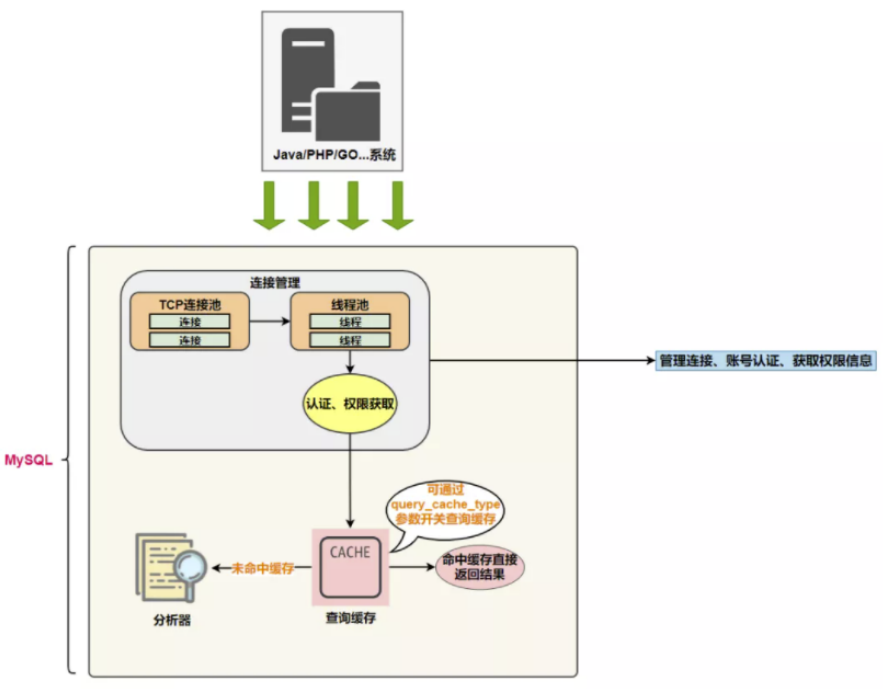 Java/PHP/GO...系统
连接管理
TCP连接池
连接
连接
线程池
线程
线程
认证、权限获取
管理连接、账号认证、获取权限信息
MySQL
可通过
query_cache_type
参数开关查询缓存
CACHE
查询缓存
未命中缓存
分析器
命中缓存直接
返回结果